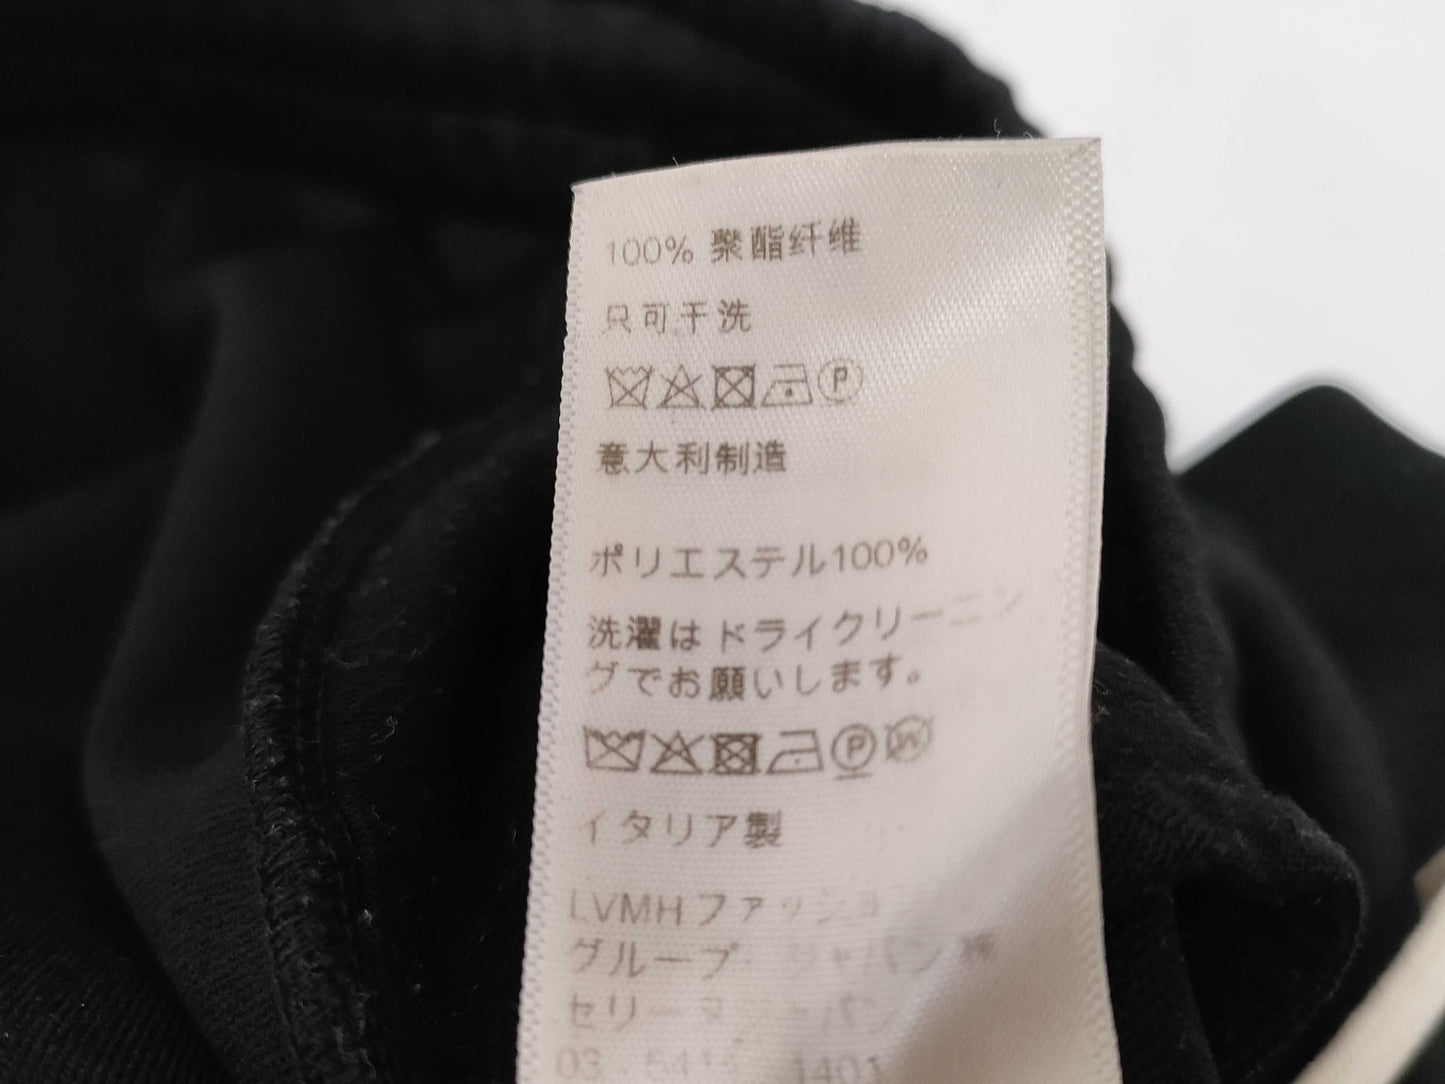 100% 聚酯纤维
只可干洗
P
意大利制造
ポリエステル100%
洗濯はドライクリーニン
グでお願いします。
P W
イタリア製
LVMHファッション
グループ・ジャパン 株
セリーヌ ジャパン
1401